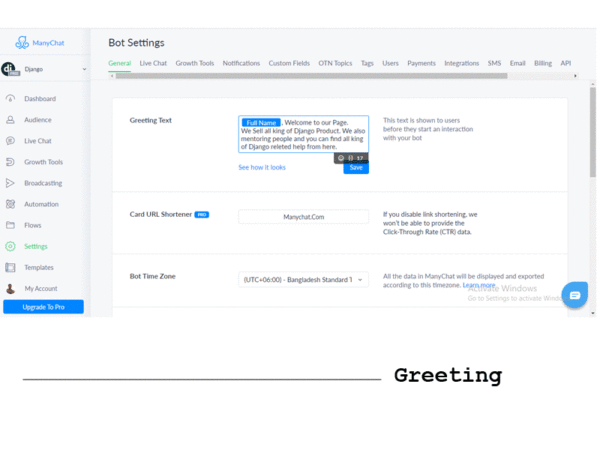 ManyChat
Bot Settings
General Live Chat Growth Tools Notifications Custom Fields OTN Topics Tags Users Payments Integrations SMS Email Billing API
Django
Dashboard
Audience
Live Chat
Growth Tools
Broadcasting
Automation
Flows
Settings
Templates
My Account
Upgrade To Pro
Greeting Text
Full Name , Welcome to our Page.
We Sell all king of Django Product. We also
mentoring people and you can find all king
of Django releted help from here.
17
See how it looks
Save
This text is shown to users
before they start an interaction
with your bot
Card URL Shortener PRO
Manychat.Com
If you disable link shortening, we
won't be able to provide the
Click-Through Rate (CTR) data.
Bot Time Zone
(UTC+06:00) - Bangladesh Standard T
All the data in ManyChat will be displayed and exported
according to this timezone. Learn more
Activate Windows
Go to Settings to activate Windo
Greeting